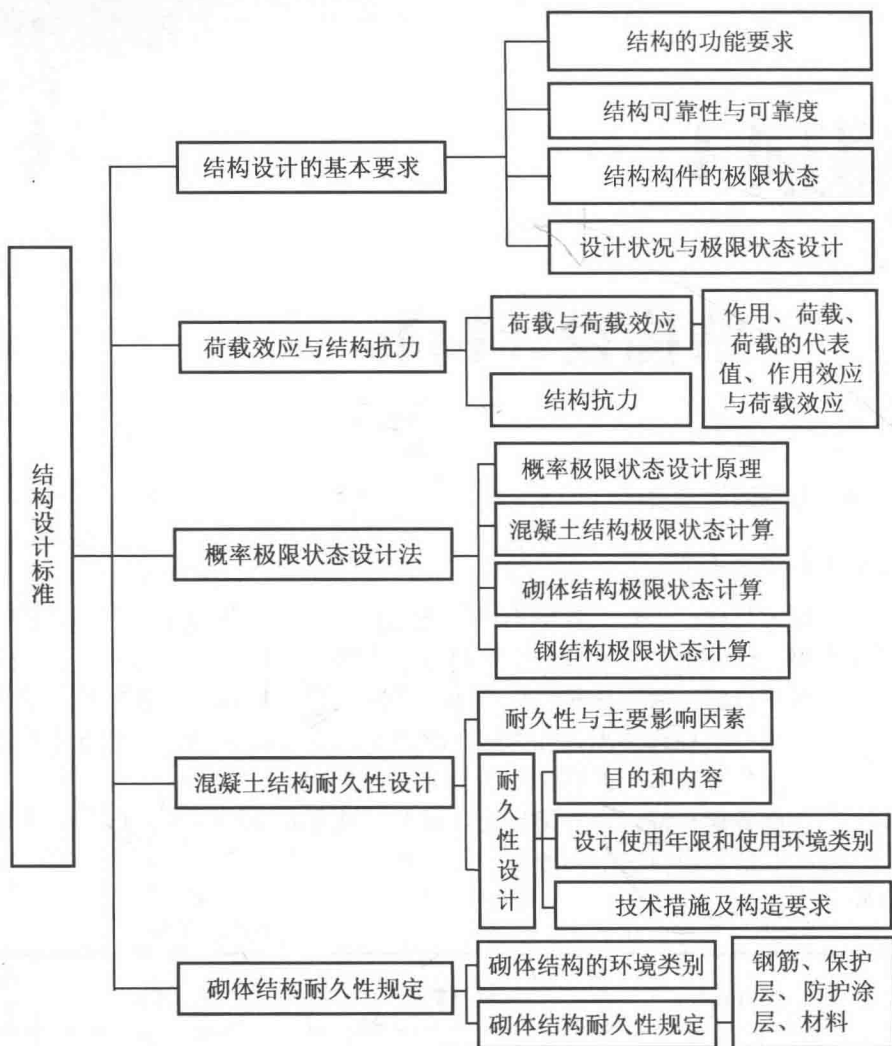 结构设计标准
结构设计的基本要求
结构的功能要求
结构可靠性与可靠度
结构构件的极限状态
设计状况与极限状态设计
荷载效应与结构抗力
荷载与荷载效应
作用、荷载、
荷载的代表
值、作用效应
与荷载效应
结构抗力
概率极限状态设计法
概率极限状态设计原理
混凝土结构极限状态计算
砌体结构极限状态计算
钢结构极限状态计算
混凝土结构耐久性设计
耐久性与主要影响因素
耐久性设计
目的和内容
设计使用年限和使用环境类别
技术措施及构造要求
砌体结构耐久性规定
砌体结构的环境类别
砌体结构耐久性规定
钢筋、保护
层、防护涂
层、材料